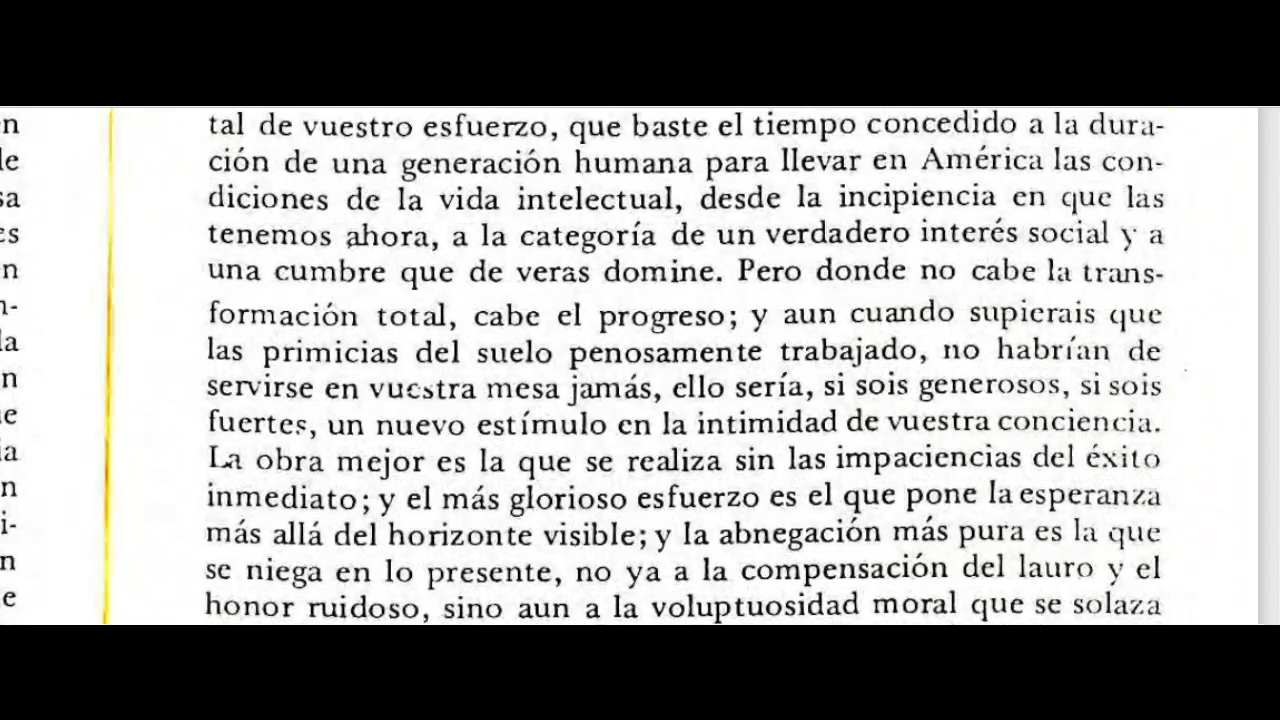 tal de vuestro esfuerzo, que baste el tiempo concedido a la dura-
ción de una generación humana para llevar en América las con-
diciones de la vida intelectual, desde la incipiencia en que las
tenemos ahora, a la categoría de un verdadero interés social y a
una cumbre que de veras domine. Pero donde no cabe la trans-
formación total, cabe el progreso; y aun cuando supierais que
las primicias del suelo penosamente trabajado, no habrían de
servirse en vuestra mesa jamás, ello sería, si sois generosos, si sois
fuertes, un nuevo estímulo en la intimidad de vuestra conciencia.
La obra mejor es la que se realiza sin las impaciencias del éxito
inmediato; y el más glorioso esfuerzo es el que pone la esperanza
más allá del horizonte visible; y la abnegación más pura es la que
se niega en lo presente, no ya a la compensación del lauro y el
honor ruidoso, sino aun a la voluptuosidad moral que se solaza